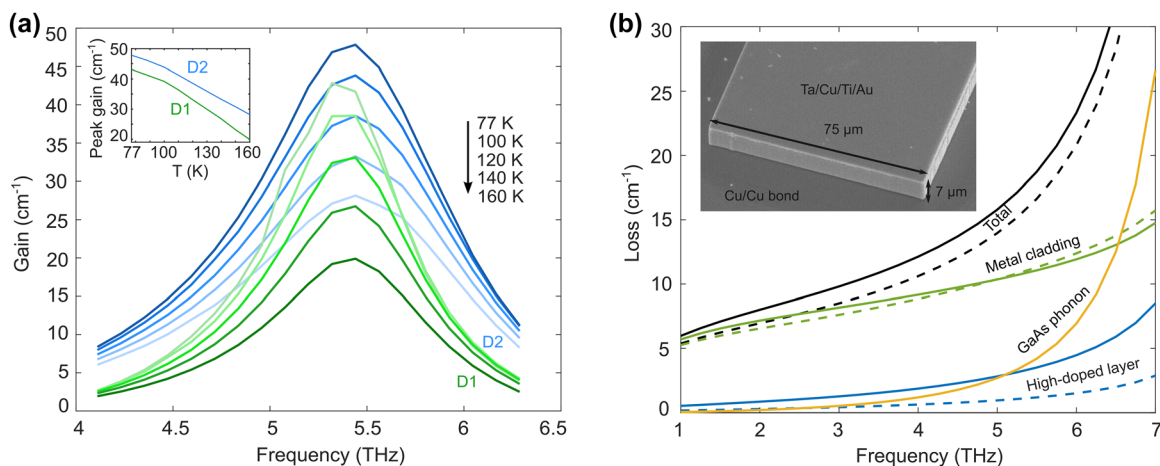 (a)
50
45
40
35
30
25
20
15
10
5
0
Gain (cm⁻¹)
4
4.5
5
5.5
6
6.5
Frequency (THz)
Peak gain (cm⁻¹)
50
40
30
20
77
100
130
160
T (K)
D2
D1
77 K
100 K
120 K
140 K
160 K
D2
D1
(b)
30
25
20
15
10
5
0
Loss (cm⁻¹)
1
2
3
4
5
6
7
Frequency (THz)
Ta/Cu/Ti/Au
75 µm
7 µm
Cu/Cu bond
Total
Metal cladding
GaAs phonon
High-doped layer